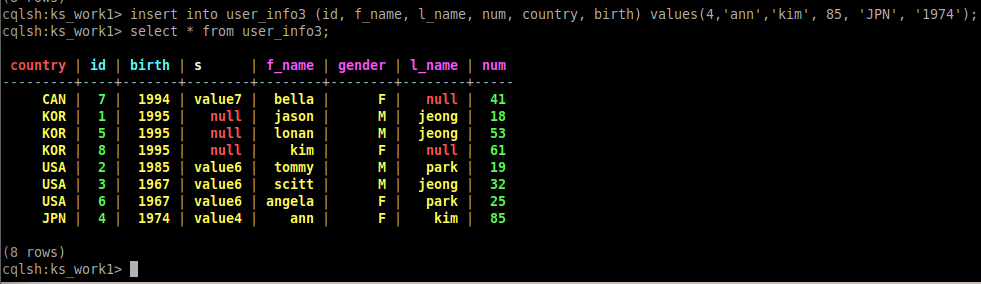 cqlsh:ks_work1> insert into user_info3 (id, f_name, l_name, num, country, birth) values(4,'ann','kim', 85, 'JPN', '1974');
cqlsh:ks_work1> select * from user_info3;
country | id | birth | s | f_name | gender | l_name | num
---------+----+-------+--------+--------+--------+--------+-----
CAN | 7 | 1994 | value7 | bella | F | null | 41
KOR | 1 | 1995 | null | jason | M | jeong | 18
KOR | 5 | 1995 | null | lonan | M | jeong | 53
KOR | 8 | 1995 | null | kim | F | null | 61
USA | 2 | 1985 | value6 | tommy | M | park | 19
USA | 3 | 1967 | value6 | scitt | M | jeong | 32
USA | 6 | 1967 | value6 | angela | F | park | 25
JPN | 4 | 1974 | value4 | ann | F | kim | 85
(8 rows)
cqlsh:ks_work1>